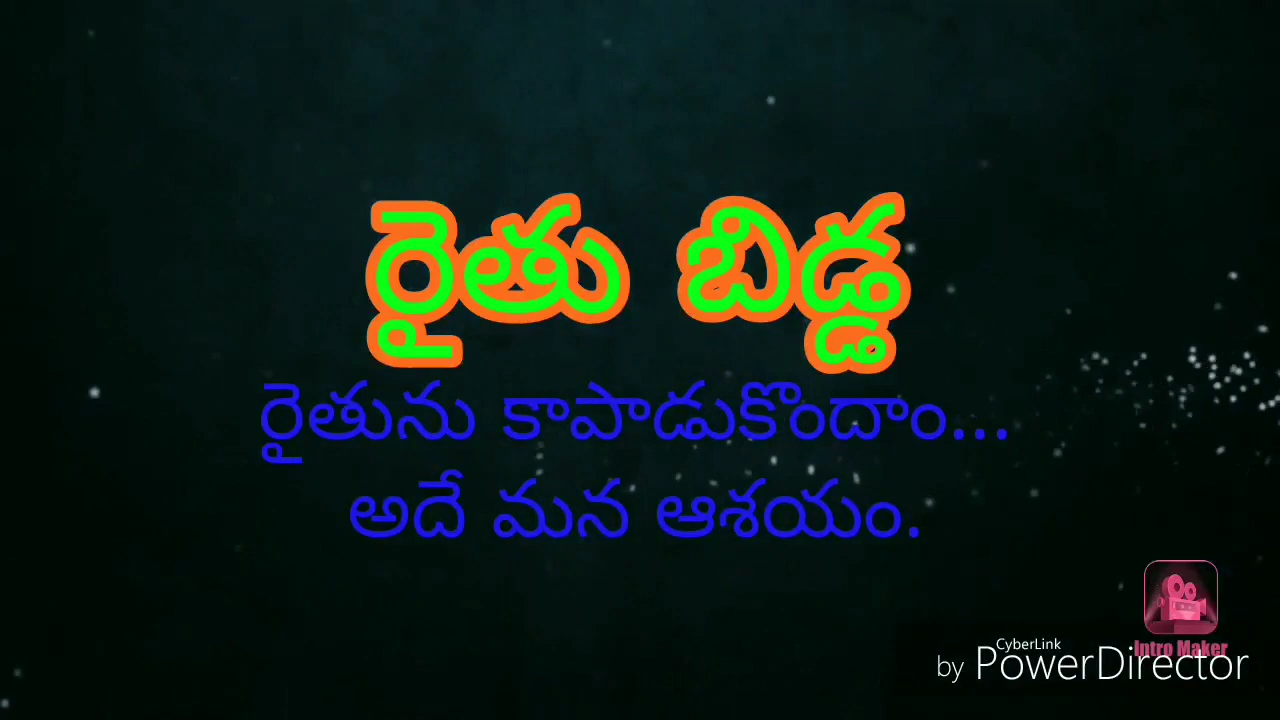 రైతు బిడ్డ
రైతును కాపాడుకొందాం...
అదే మన ఆశయం.
Intro Maker
CyberLink
by PowerDirector